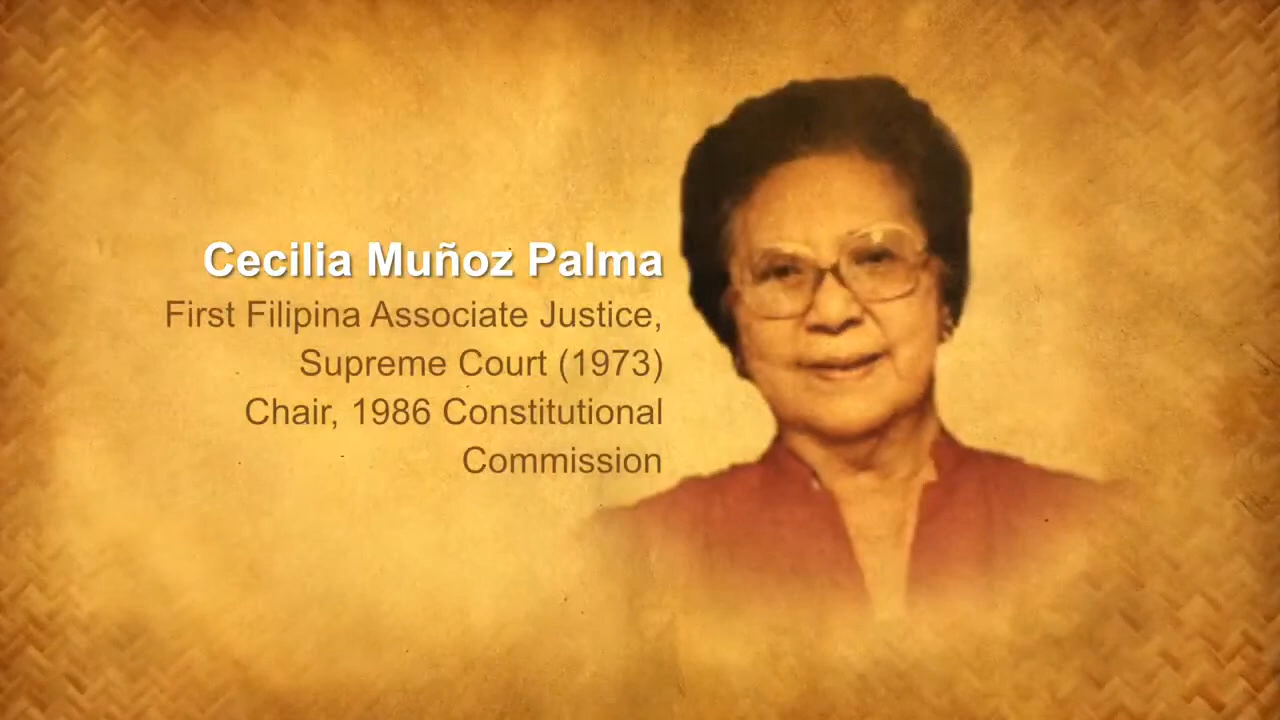 Cecilia Muñoz Palma
First Filipina Associate Justice,
Supreme Court (1973)
Chair, 1986 Constitutional
Commission